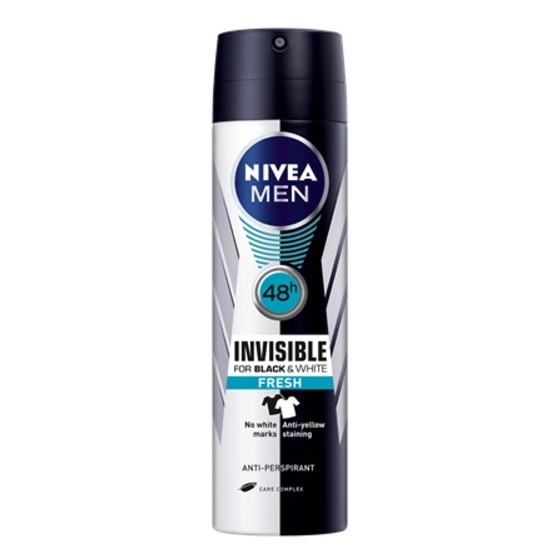 NIVEA
MEN
48h
INVISIBLE
FOR BLACK & WHITE
FRESH
No white Anti-yellow
marks staining
ANTI-PERSPIRANT
CARE COMPLEX